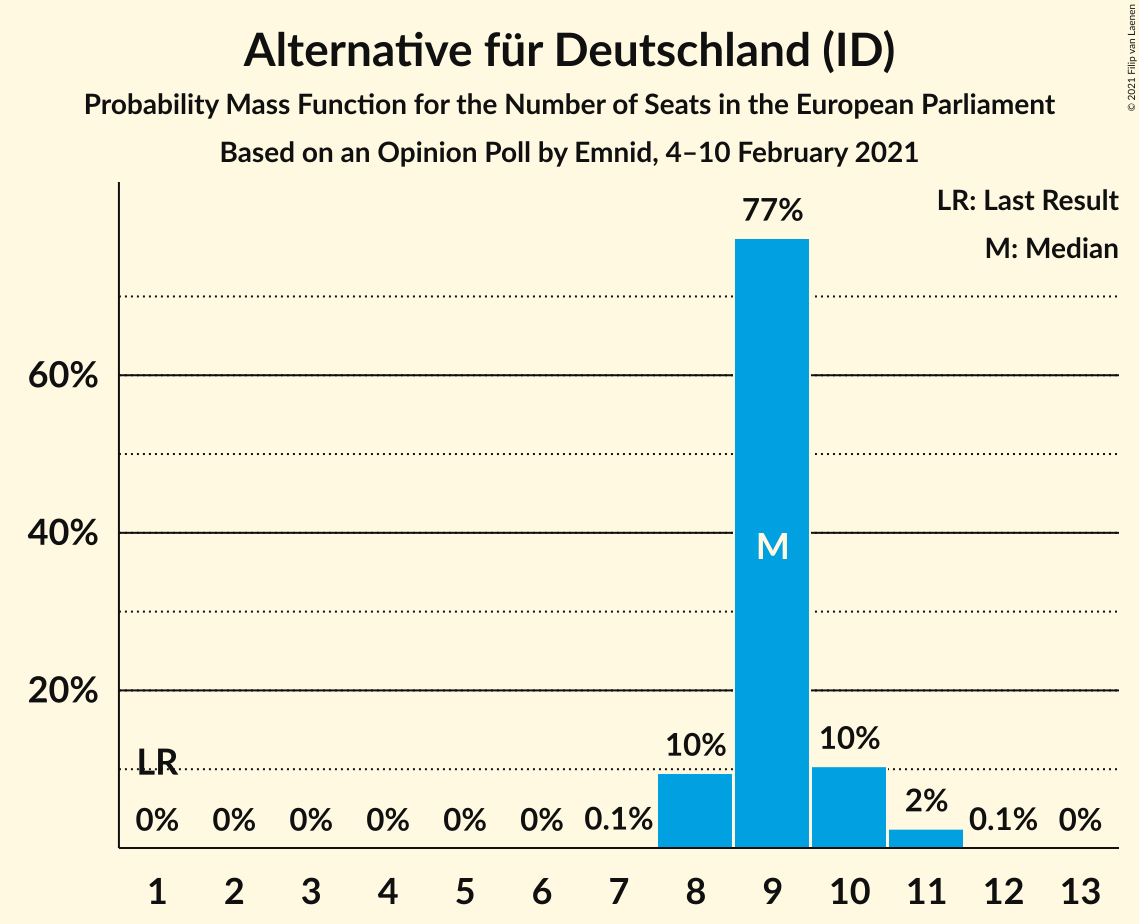 © 2021 Filip van Laenen
Alternative für Deutschland (ID)
Probability Mass Function for the Number of Seats in the European Parliament
Based on an Opinion Poll by Emnid, 4–10 February 2021
LR: Last Result
M: Median
77%
60%
40%
M
20%
LR
10%
10%
0% 0% 0% 0% 0% 0% 0.1% 2% 0.1% 0%
1 2 3 4 5 6 7 8 9 10 11 12 13